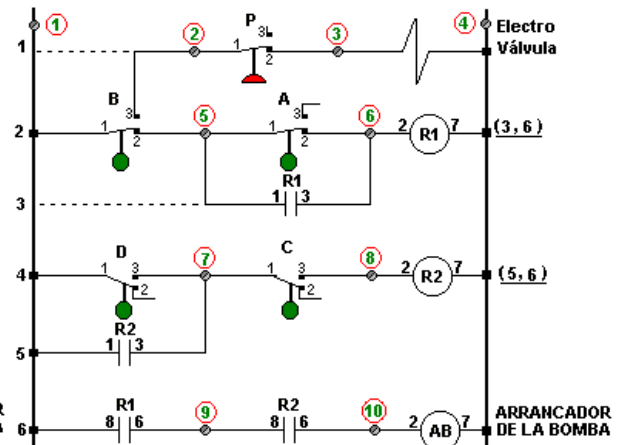 1 4 Electro
Válvula
P
2 3
1 1 3 2
B A
3 5 3 6
2 1 2 1 2 2 R1 7 (3, 6)
R1
3 1 3
D C
7 8
4 1 3 2 1 3 2 2 R2 7 (5, 6)
R2
5 1 3
R1 9 R2 10 ARRANCADOR
R 6 8 6 8 6 2 AB 7 DE LA BOMBA
A